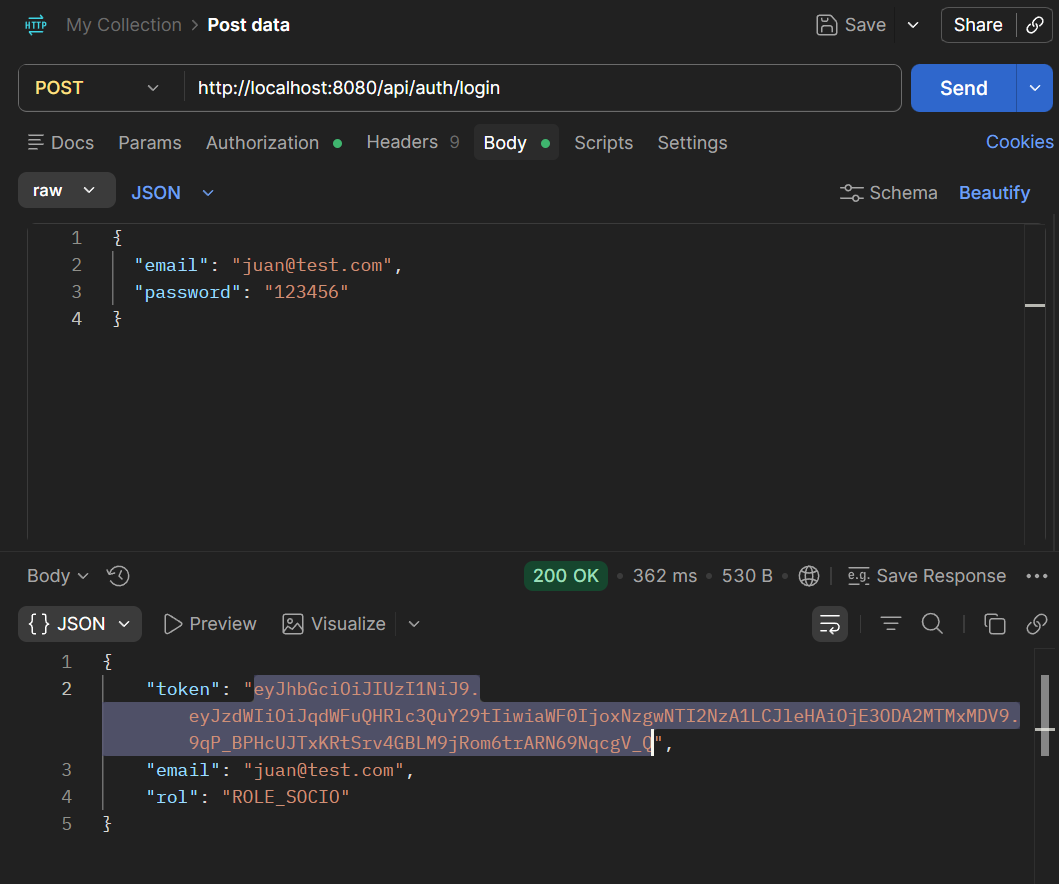 HTTP My Collection > Post data Save Share
POST http://localhost:8080/api/auth/login Send
Docs Params Authorization Headers 9 Body Scripts Settings Cookies
raw JSON Schema Beautify
1 {
2 "email": "juan@test.com",
3 "password": "123456"
4 }
Body 200 OK • 362 ms • 530 B • e.g. Save Response •••
{} JSON Preview Visualize
1 {
2 "token": "eyJhbGciOiJIUzI1NiJ9.
eyJzdWIiOiJqdWFuQHRlc3QuY29tIiwiaWF0IjoxNzgwNTI2NzA1LCJleHAiOjE3ODA2MTMxMDV9.
9qP_BPHcUJTxKRtSrv4GBLM9jRom6trARN69NqcgV_Q",
3 "email": "juan@test.com",
4 "rol": "ROLE_SOCIO"
5 }